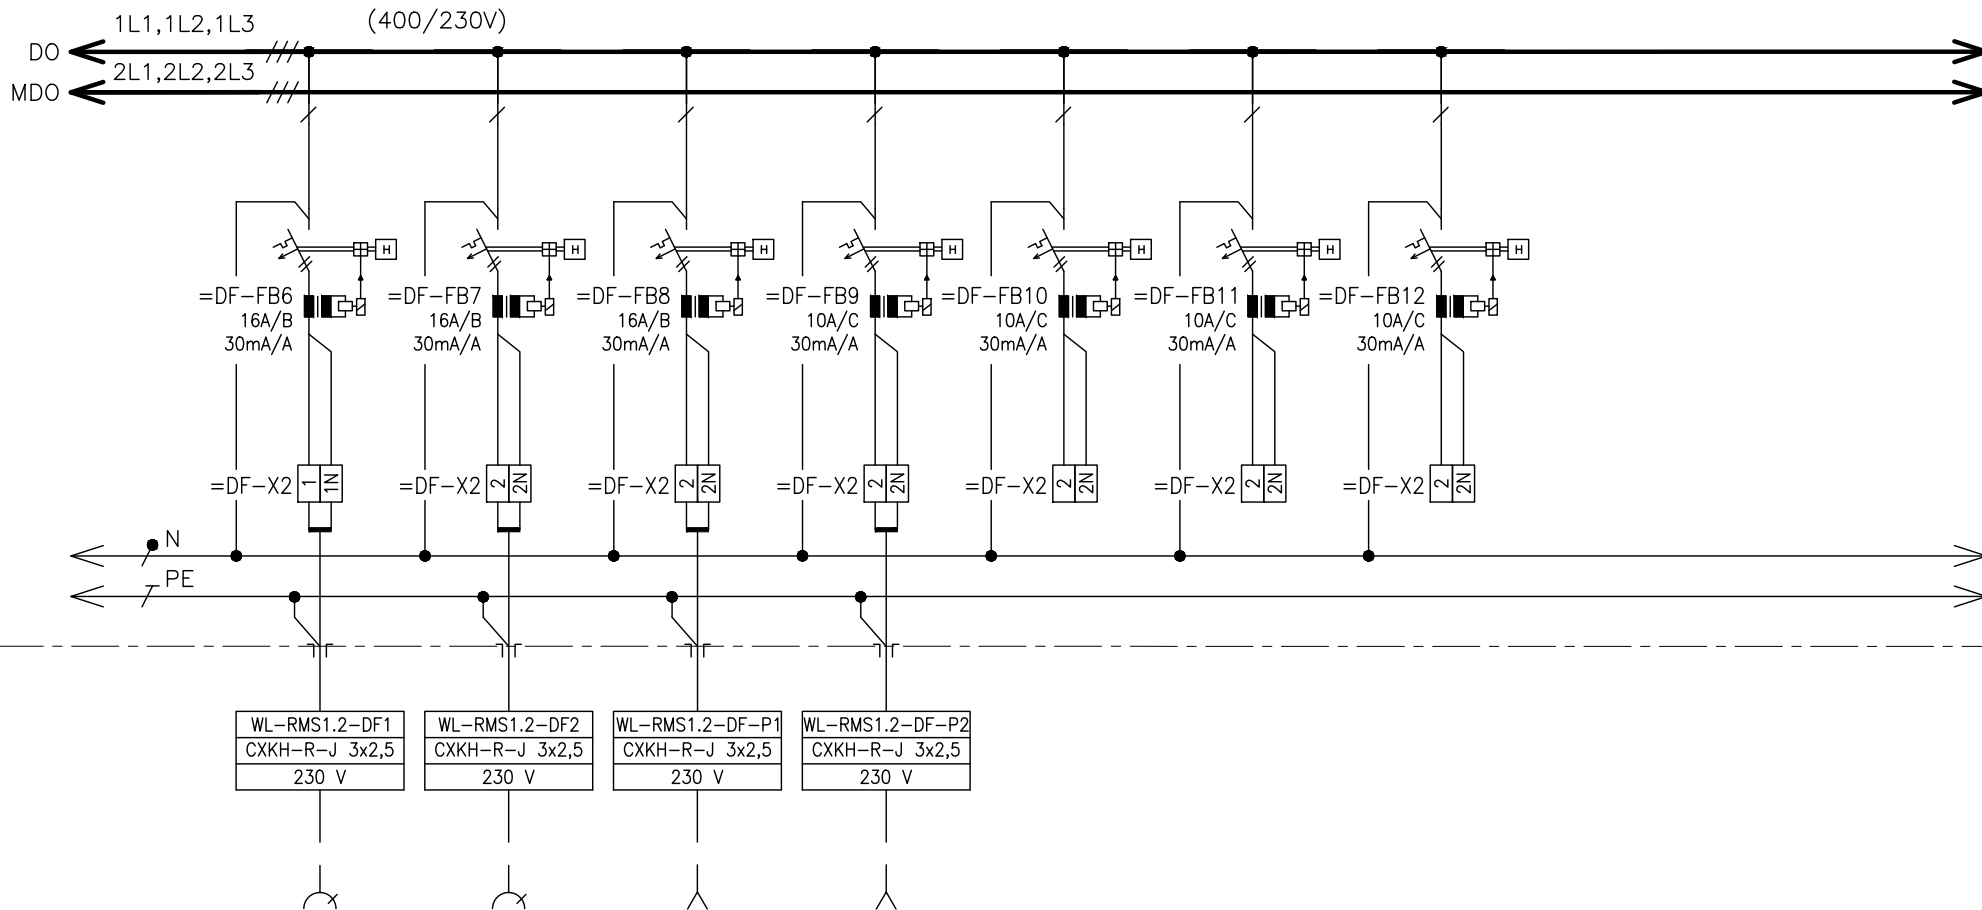 1L1,1L2,1L3 (400/230V)
DO
2L1,2L2,2L3
MDO
H H H H H H H
=DF-FB6
16A/B
30mA/A
=DF-FB7
16A/B
30mA/A
=DF-FB8
16A/B
30mA/A
=DF-FB9
10A/C
30mA/A
=DF-FB10
10A/C
30mA/A
=DF-FB11
10A/C
30mA/A
=DF-FB12
10A/C
30mA/A
=DF-X2 1 1N
=DF-X2 2 2N
=DF-X2 2 2N
=DF-X2 2 2N
=DF-X2 2 2N
=DF-X2 2 2N
=DF-X2 2 2N
N
PE
WL-RMS1.2-DF1
CXKH-R-J 3x2,5
230 V
WL-RMS1.2-DF2
CXKH-R-J 3x2,5
230 V
WL-RMS1.2-DF-P1
CXKH-R-J 3x2,5
230 V
WL-RMS1.2-DF-P2
CXKH-R-J 3x2,5
230 V